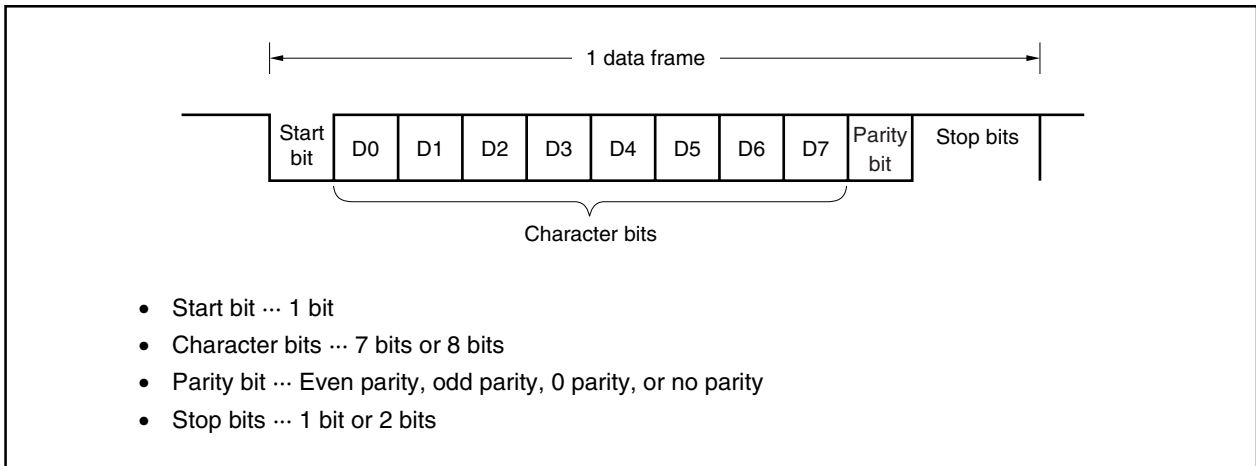 1 data frame
Start bit D0 D1 D2 D3 D4 D5 D6 D7 Parity bit Stop bits
Character bits
• Start bit ··· 1 bit
• Character bits ··· 7 bits or 8 bits
• Parity bit ··· Even parity, odd parity, 0 parity, or no parity
• Stop bits ··· 1 bit or 2 bits